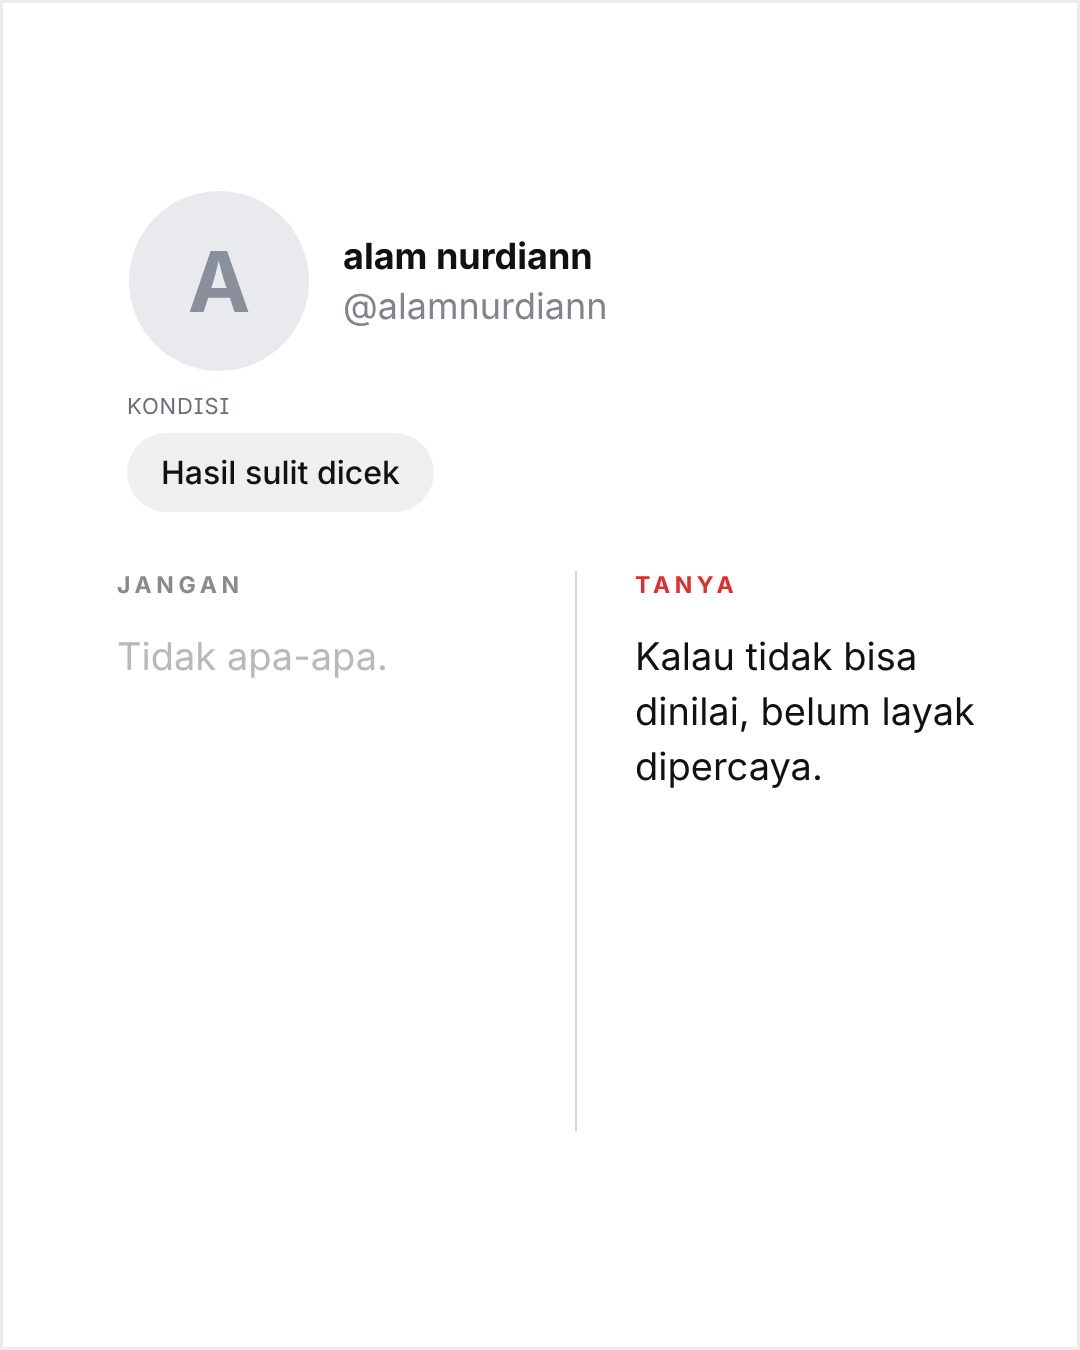 A
alam nurdiann
@alamnurdiann
KONDISI
Hasil sulit dicek
JANGAN
Tidak apa-apa.
TANYA
Kalau tidak bisa
dinilai, belum layak
dipercaya.